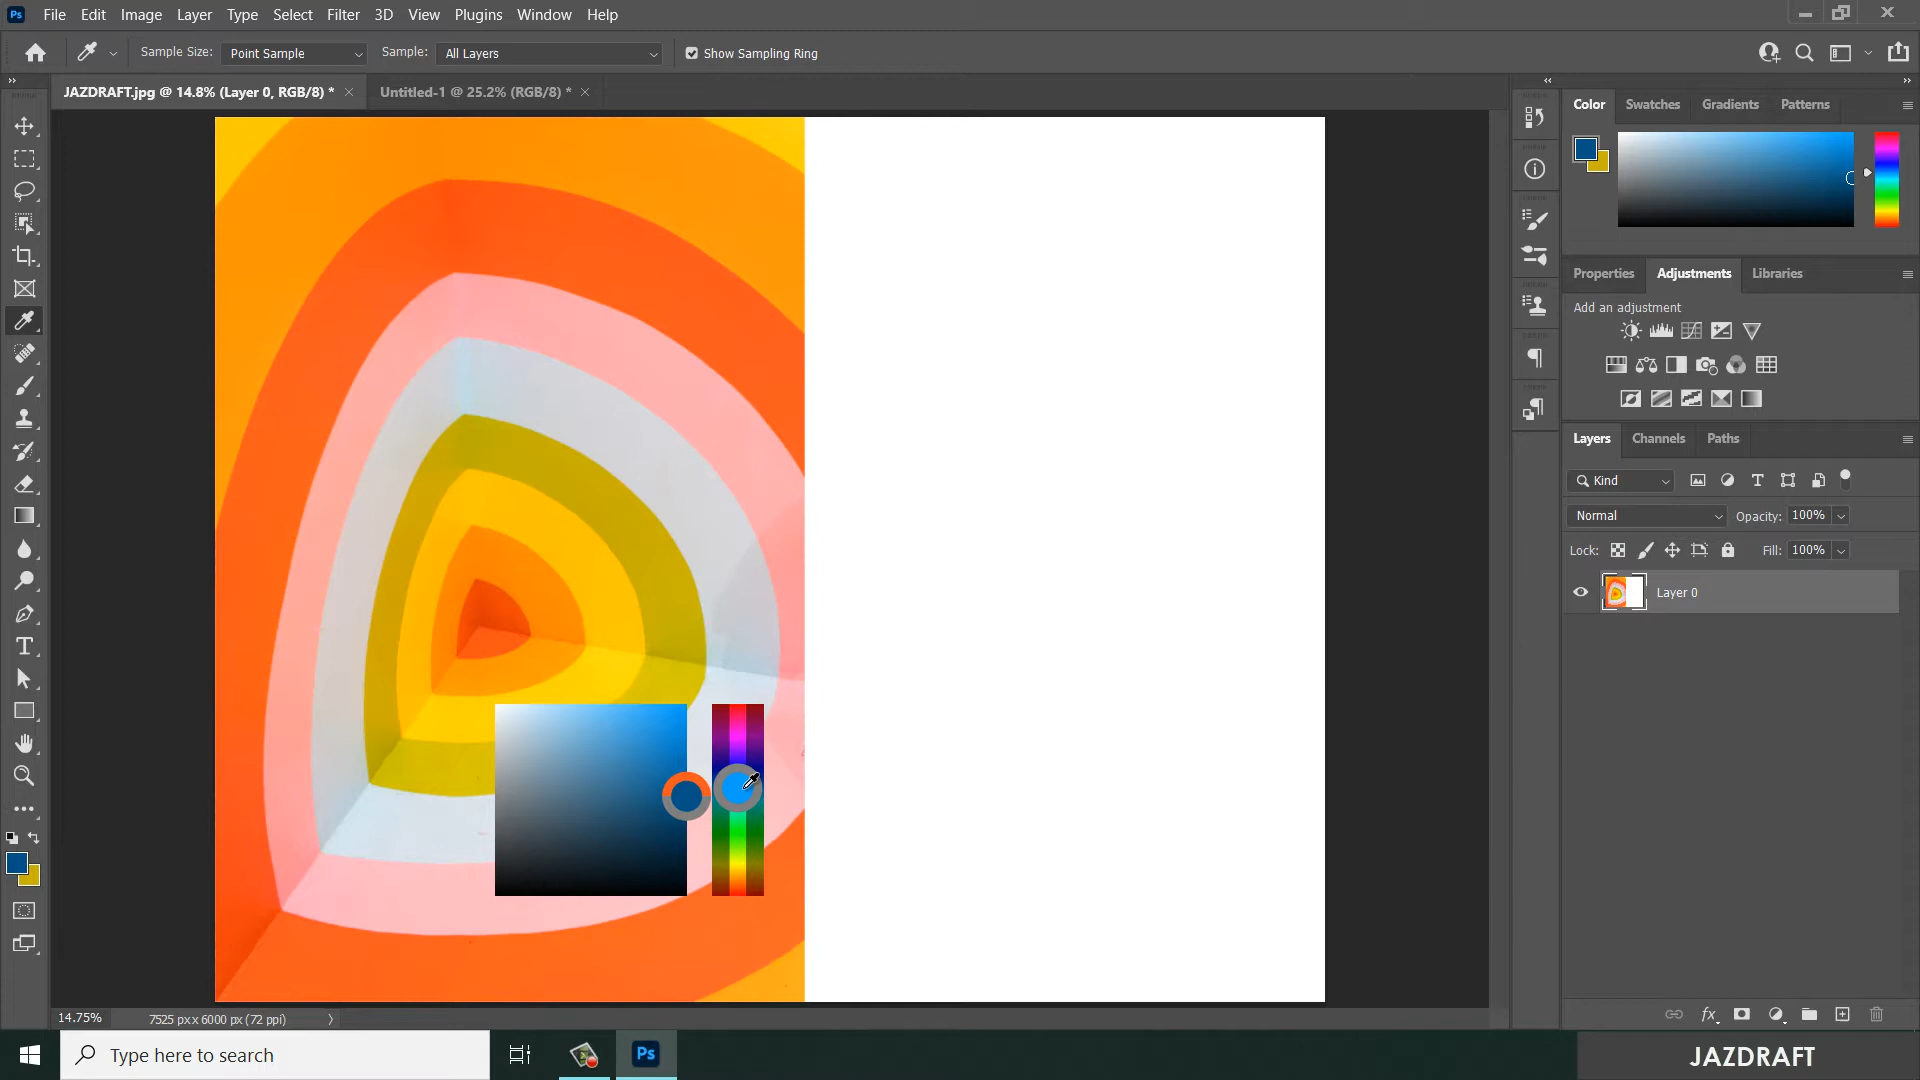 Ps File Edit Image Layer Type Select Filter 3D View Plugins Window Help
Sample Size: Point Sample Sample: All Layers Show Sampling Ring
JAZDRAFT.jpg @ 14.8% (Layer 0, RGB/8) * Untitled-1 @ 25.2% (RGB/8) *
Color Swatches Gradients Patterns
Properties Adjustments Libraries
Add an adjustment
Layers Channels Paths
Kind
Normal Opacity: 100%
Lock: Fill: 100%
Layer 0
14.75% 7525 px x 6000 px (72 ppi)
Type here to search Ps JAZDRAFT